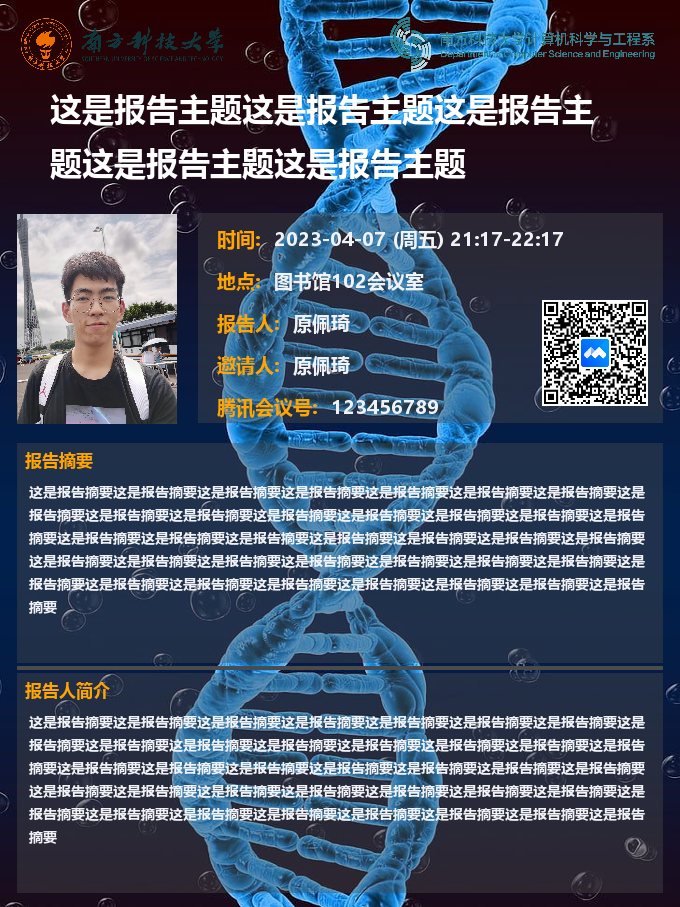 南方科技大学
南方科技大学计算机科学与工程系
Department of Computer Science and Engineering
这是报告主题这是报告主题这是报告主
题这是报告主题这是报告主题
时间: 2023-04-07 (周五) 21:17-22:17
地点: 图书馆102会议室
报告人: 原佩琦
邀请人: 原佩琦
腾讯会议号: 123456789
报告摘要
这是报告摘要这是报告摘要这是报告摘要这是报告摘要这是报告摘要这是报告摘要这是报告摘要这是
报告摘要这是报告摘要这是报告摘要这是报告摘要这是报告摘要这是报告摘要这是报告摘要这是报告
摘要这是报告摘要这是报告摘要这是报告摘要这是报告摘要这是报告摘要这是报告摘要这是报告摘要
这是报告摘要这是报告摘要这是报告摘要这是报告摘要这是报告摘要这是报告摘要这是报告摘要这是
报告摘要这是报告摘要这是报告摘要这是报告摘要这是报告摘要这是报告摘要这是报告摘要这是报告
摘要
报告人简介
这是报告摘要这是报告摘要这是报告摘要这是报告摘要这是报告摘要这是报告摘要这是报告摘要这是
报告摘要这是报告摘要这是报告摘要这是报告摘要这是报告摘要这是报告摘要这是报告摘要这是报告
摘要这是报告摘要这是报告摘要这是报告摘要这是报告摘要这是报告摘要这是报告摘要这是报告摘要
这是报告摘要这是报告摘要这是报告摘要这是报告摘要这是报告摘要这是报告摘要这是报告摘要这是
报告摘要这是报告摘要这是报告摘要这是报告摘要这是报告摘要这是报告摘要这是报告摘要这是报告
摘要